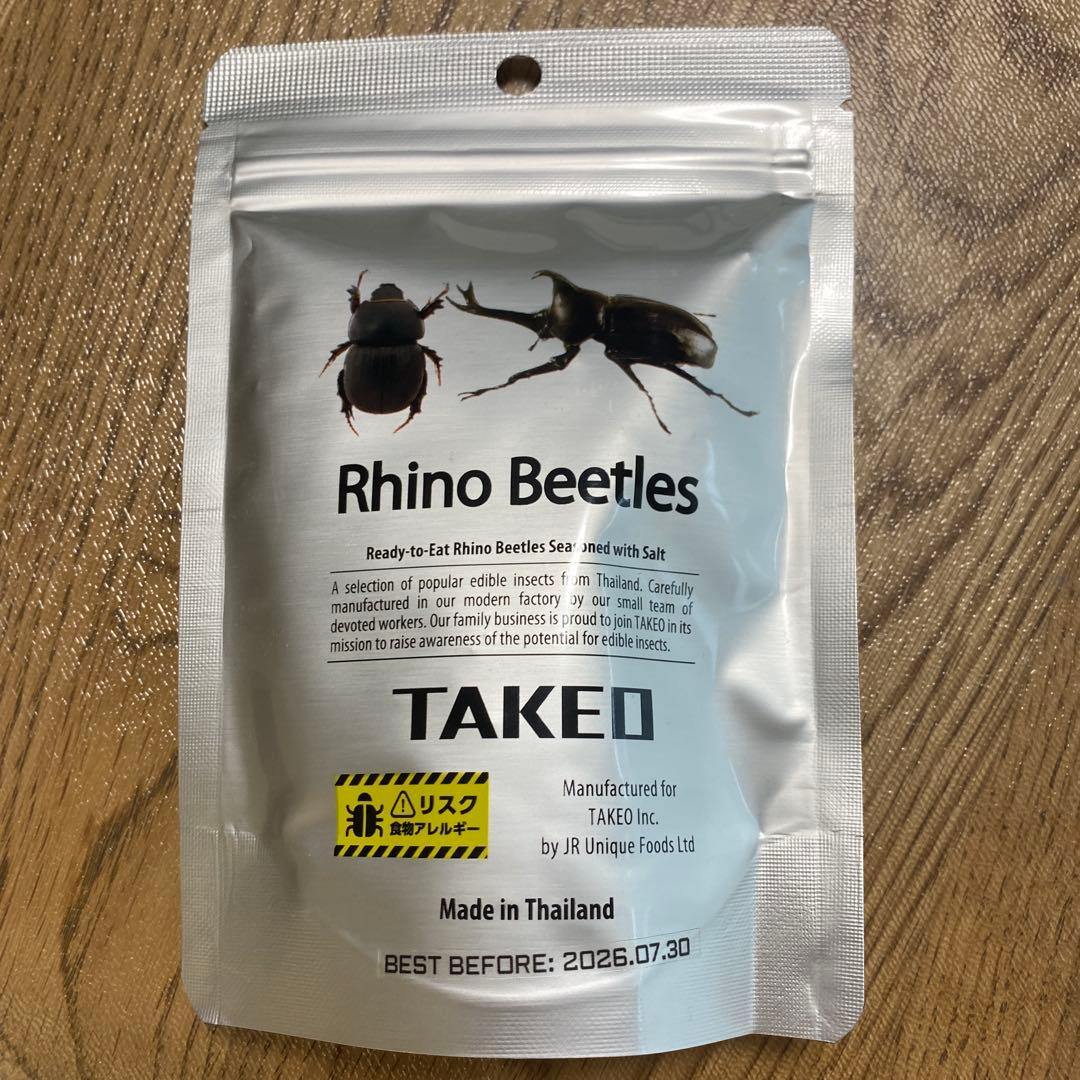 Rhino Beetles
Ready-to-Eat Rhino Beetles Seasoned with Salt
A selection of popular edible insects from Thailand. Carefully
manufactured in our modern factory by our small team of
devoted workers. Our family business is proud to join TAKEO in its
mission to raise awareness of the potential for edible insects.
TAKEO
リスク
食物アレルギー
Manufactured for
TAKEO Inc.
by JR Unique Foods Ltd
Made in Thailand
BEST BEFORE: 2026.07.30